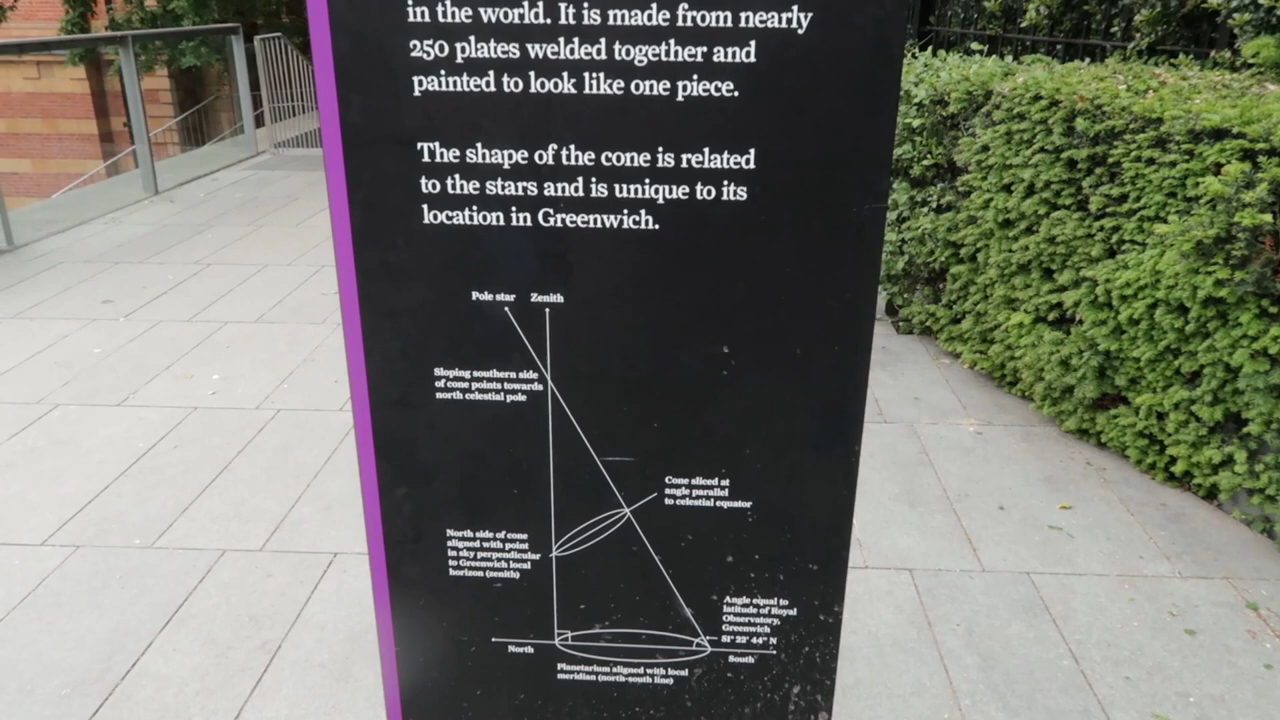 in the world. It is made from nearly
250 plates welded together and
painted to look like one piece.
The shape of the cone is related
to the stars and is unique to its
location in Greenwich.
Pole star
Zenith
Sloping southern side
of cone points towards
north celestial pole
Cone sliced at
angle parallel
to celestial equator
North side of cone
aligned with point
in sky perpendicular
to Greenwich local
horizon (zenith)
Angle equal to
latitude of Royal
Observatory,
Greenwich
51° 22' 44" N
North
South
Planetarium aligned with local
meridian (north-south line)